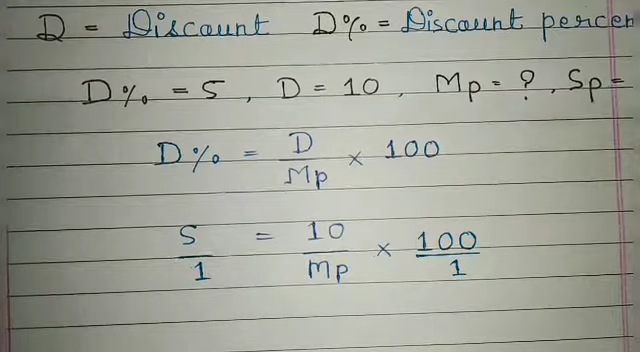 D = Discount D% = Discount percen
D% = 5, D = 10, Mp = ?, Sp =
D% = D/Mp × 100
5/1 = 10/Mp × 100/1